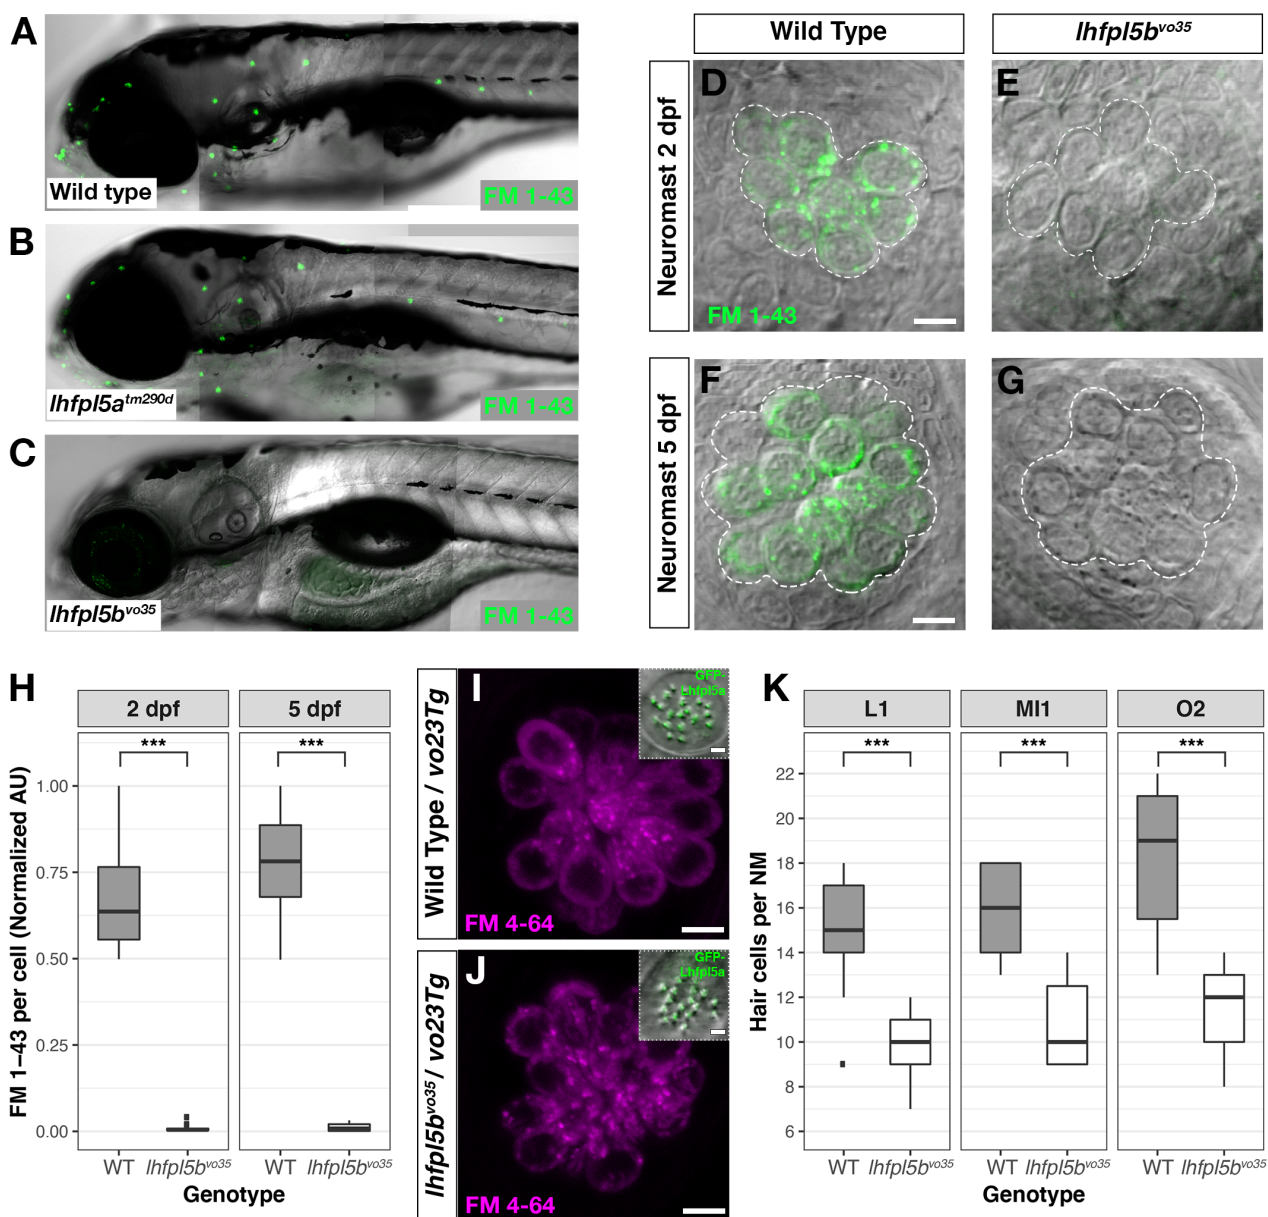 A
Wild type
FM 1-43
B
lhfpl5a^tm290d
FM 1-43
C
lhfpl5b^vo35
FM 1-43
Wild Type
lhfpl5b^vo35
Neuromast 2 dpf
D
FM 1-43
E
Neuromast 5 dpf
F
G
H
2 dpf
5 dpf
***
***
FM 1−43 per cell (Normalized AU)
1.00
0.75
0.50
0.25
0.00
WT
lhfpl5b^vo35
WT
lhfpl5b^vo35
Genotype
Wild Type / vo23Tg
I
GFP-
Lhfpl5a
FM 4-64
lhfpl5b^vo35 / vo23Tg
J
GFP-
Lhfpl5a
FM 4-64
K
L1
MI1
O2
***
***
***
Hair cells per NM
22
20
18
16
14
12
10
8
6
WT
lhfpl5b^vo35
WT
lhfpl5b^vo35
WT
lhfpl5b^vo35
Genotype